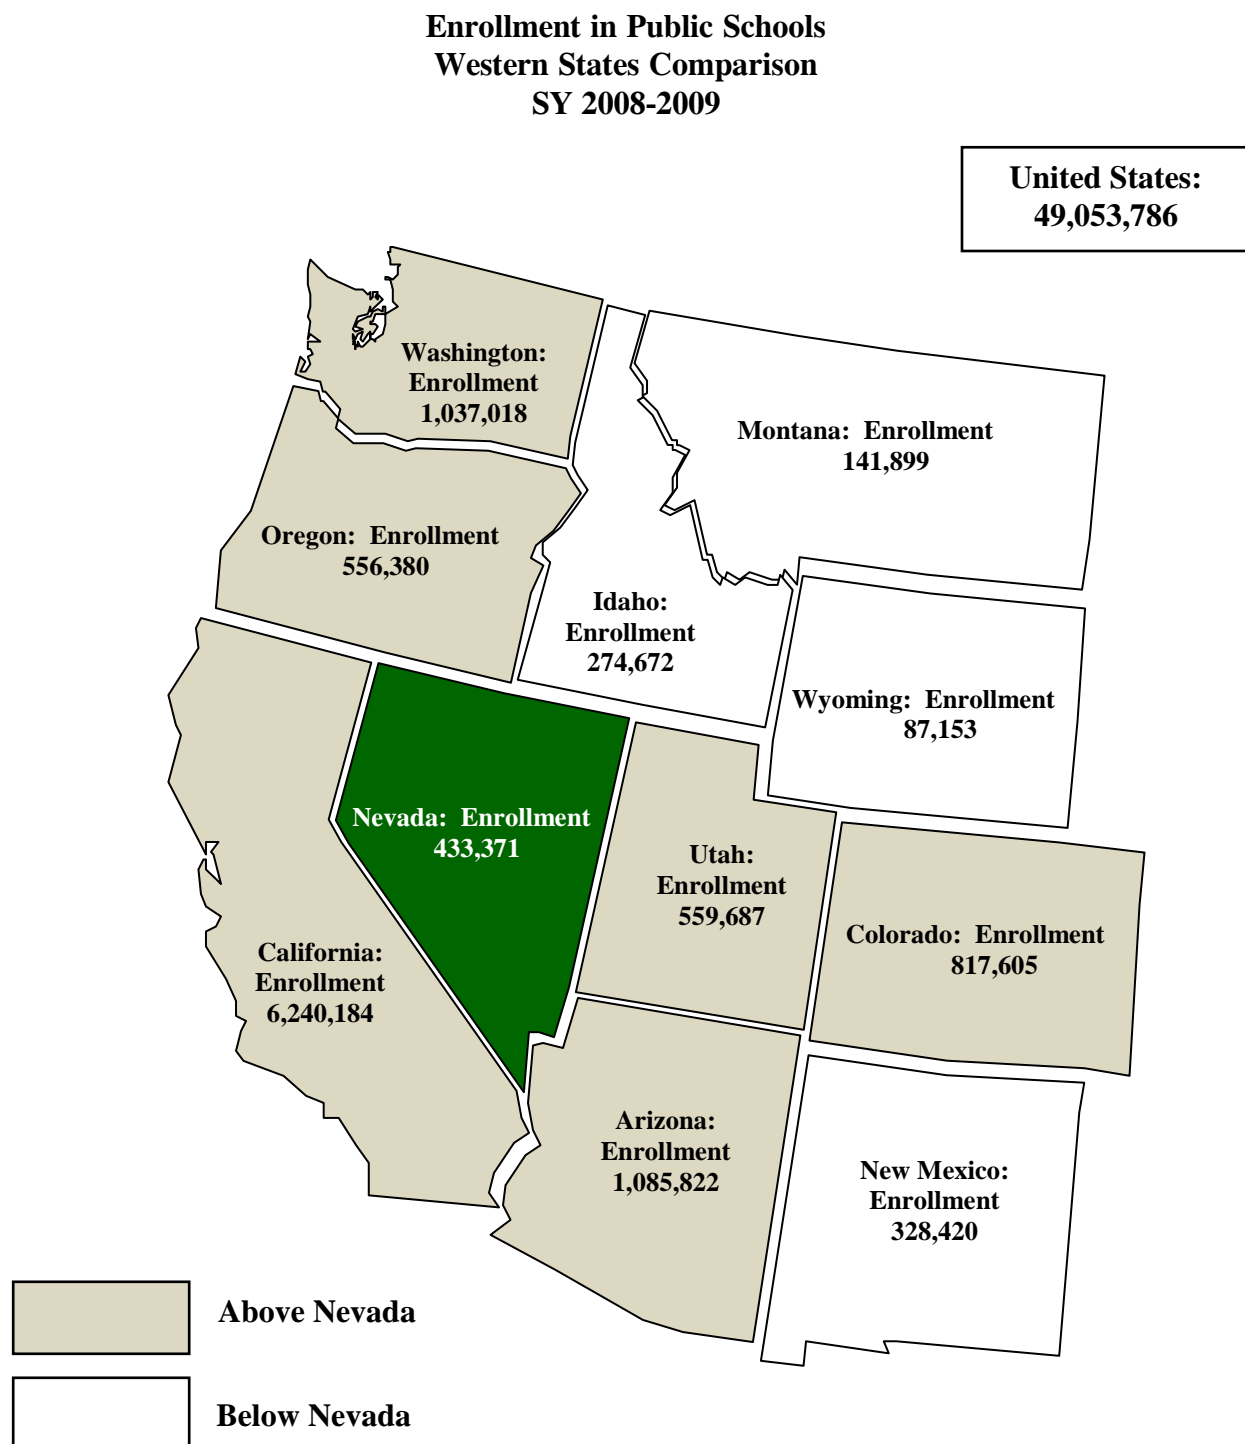 Enrollment in Public Schools
Western States Comparison
SY 2008-2009
United States:
49,053,786
Washington:
Enrollment
1,037,018
Montana:  Enrollment
141,899
Oregon:  Enrollment
556,380
Idaho:
Enrollment
274,672
Wyoming:  Enrollment
87,153
Nevada:  Enrollment
433,371
Utah:
Enrollment
559,687
Colorado:  Enrollment
817,605
California:
Enrollment
6,240,184
Arizona:
Enrollment
1,085,822
New Mexico:
Enrollment
328,420
Above Nevada
Below Nevada